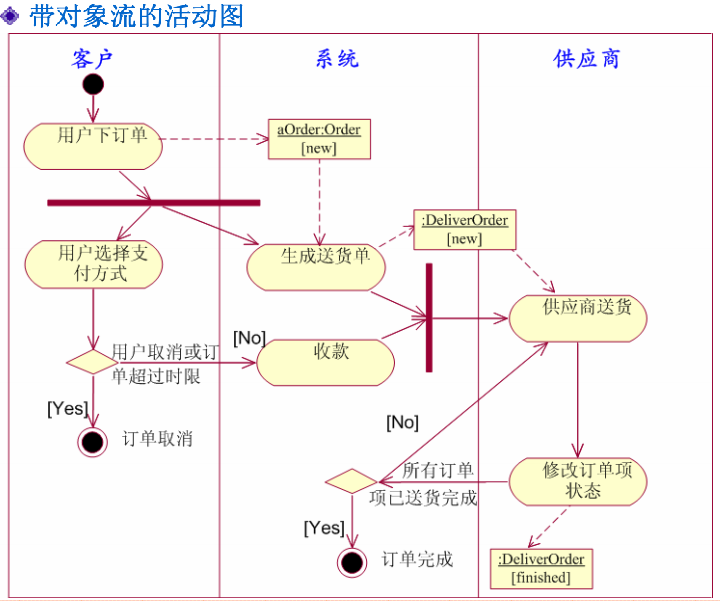 带对象流的活动图
客户
系统
供应商
用户下订单
aOrder:Order
[new]
:DeliverOrder
[new]
用户选择支
付方式
生成送货单
供应商送货
用户取消或订
单超过时限
[No]
收款
[Yes]
订单取消
[No]
所有订单
项已送货完成
修改订单项
状态
[Yes]
订单完成
:DeliverOrder
[finished]